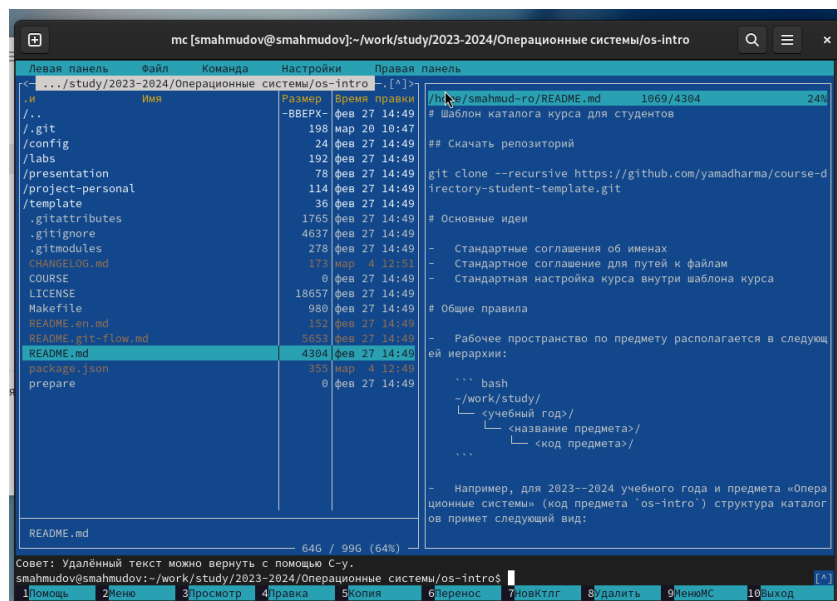 mc [smahmudov@smahmudov]:~/work/study/2023-2024/Операционные системы/os-intro
Левая панель Файл Команда Настройки Правая панель
<- .../study/2023-2024/Операционные системы/os-intro -.[^]>
.и Имя Размер Время правки
/.. -ВВЕРХ- фев 27 14:49
/.git 198 мар 20 10:47
/config 24 фев 27 14:49
/labs 192 фев 27 14:49
/presentation 78 фев 27 14:49
/project-personal 114 фев 27 14:49
/template 36 фев 27 14:49
.gitattributes 1765 фев 27 14:49
.gitignore 4637 фев 27 14:49
.gitmodules 278 фев 27 14:49
CHANGELOG.md 173 мар 4 12:51
COURSE 0 фев 27 14:49
LICENSE 18657 фев 27 14:49
Makefile 980 фев 27 14:49
README.en.md 152 фев 27 14:49
README.git-flow.md 5653 фев 27 14:49
README.md 4304 фев 27 14:49
package.json 355 мар 4 12:49
prepare 0 фев 27 14:49
README.md
64G / 99G (64%)
/home/smahmud~ro/README.md 1069/4304 24%
# Шаблон каталога курса для студентов
## Скачать репозиторий
git clone --recursive https://github.com/yamadharma/course-d
irectory-student-template.git
# Основные идеи
- Стандартные соглашения об именах
- Стандартное соглашение для путей к файлам
- Стандартная настройка курса внутри шаблона курса
# Общие правила
- Рабочее пространство по предмету располагается в следующ
ей иерархии:
``` bash
~/work/study/
└── <учебный год>/
└── <название предмета>/
└── <код предмета>/
```
- Например, для 2023--2024 учебного года и предмета «Опера
ционные системы» (код предмета `os-intro`) структура каталог
ов примет следующий вид:
Совет: Удалённый текст можно вернуть с помощью C-y.
smahmudov@smahmudov:~/work/study/2023-2024/Операционные системы/os-intro$ [^]
1Помощь 2Меню 3Просмотр 4Правка 5Копия 6Перенос 7НовКтлг 8Удалить 9МенюMC 10Выход